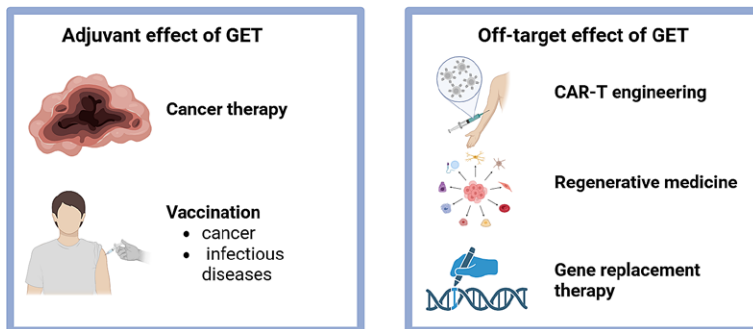 Adjuvant effect of GET
Cancer therapy
Vaccination
• cancer
• infectious
diseases
Off-target effect of GET
CAR-T engineering
Regenerative medicine
Gene replacement
therapy